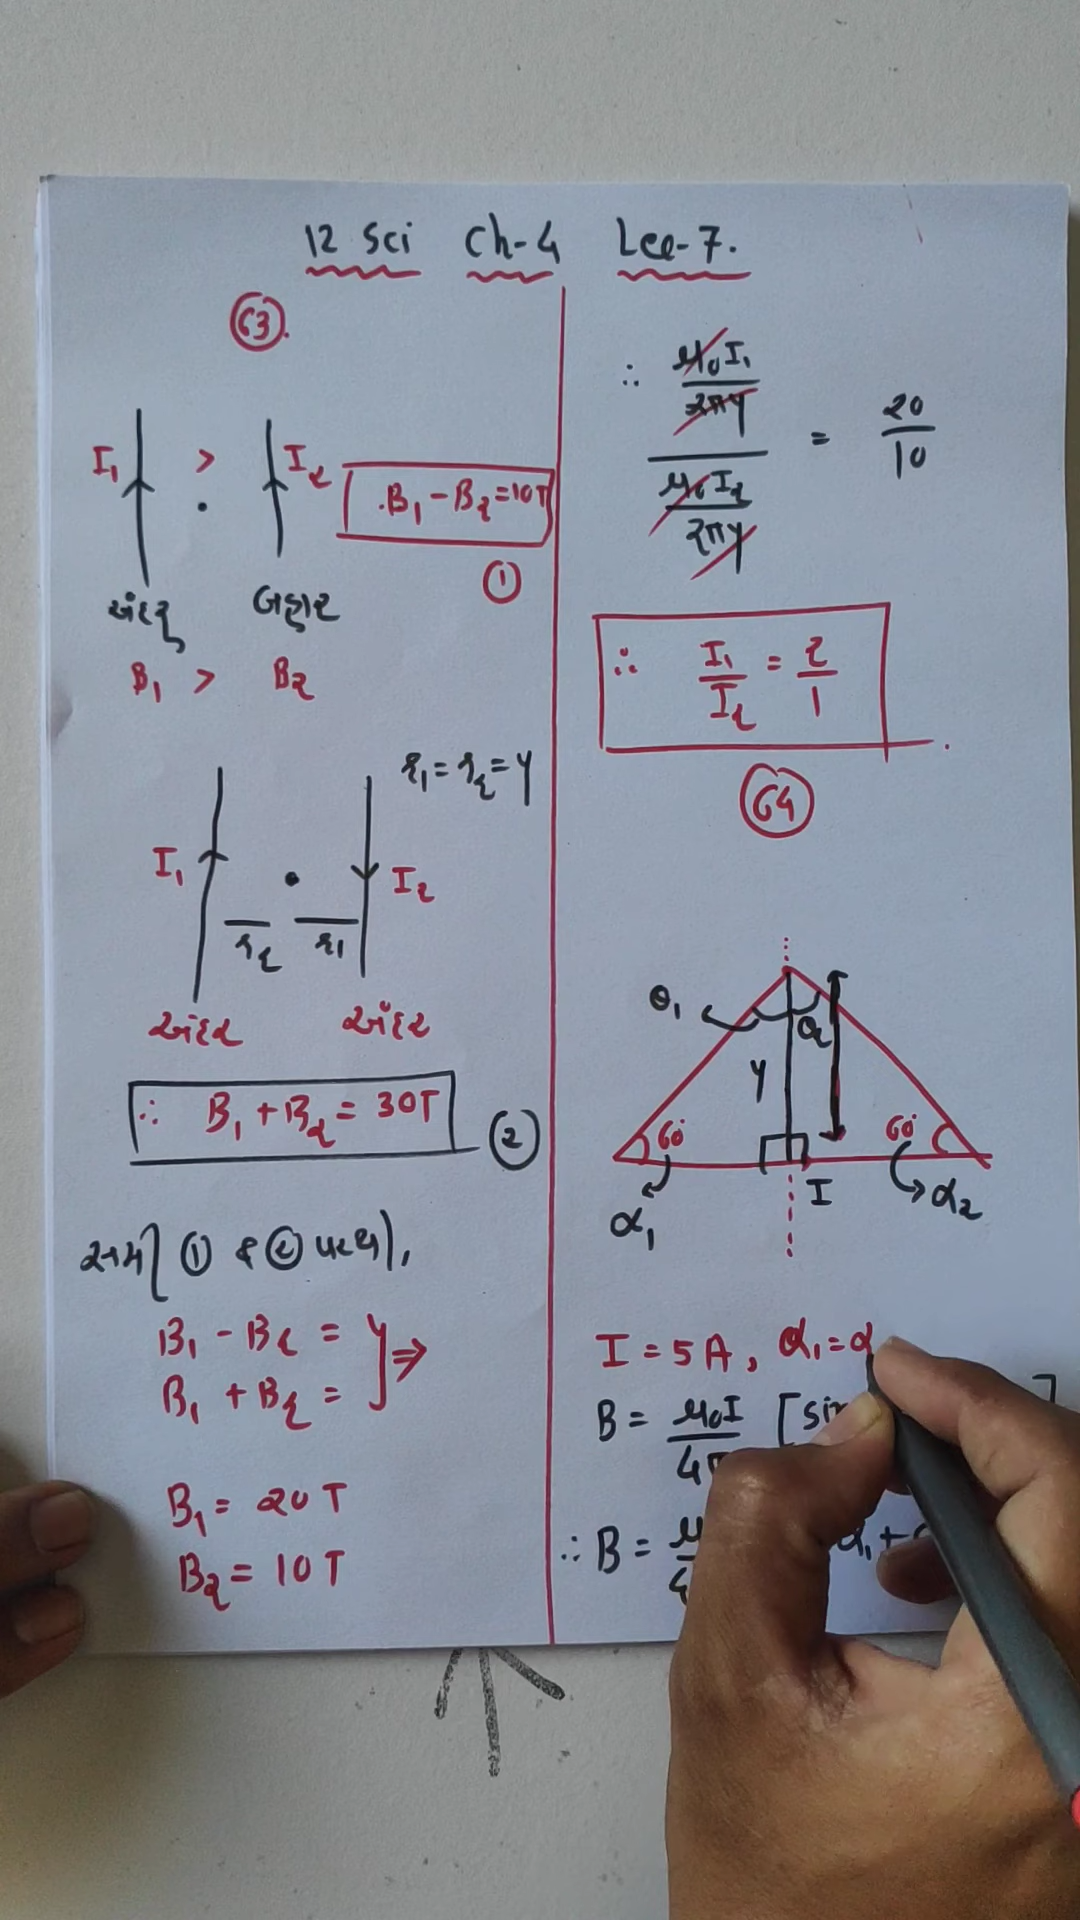 12 Sci Ch-4 Lec-7.
63.
I₁ > I₂
B₁ - B₂ = 10T
①
અંદર બહાર
B₁ > B₂
r₁ = r₂ = y
I₁ I₂
r₂ r₁
અંદર અંદર
∴ B₁ + B₂ = 30T
②
સમી ① & ② પરથી,
B₁ - B₂ =
B₁ + B₂ =
⇒
B₁ = 20 T
B₂ = 10 T
∴ μ₀I₁
2πy
= 20
10
μ₀I₂
2πy
∴ I₁/I₂ = 2/1
64
θ₁ θ₂
y
60° 60°
α₁ I α₂
I = 5A, α₁ = α
B = μ₀I [
∴ B =